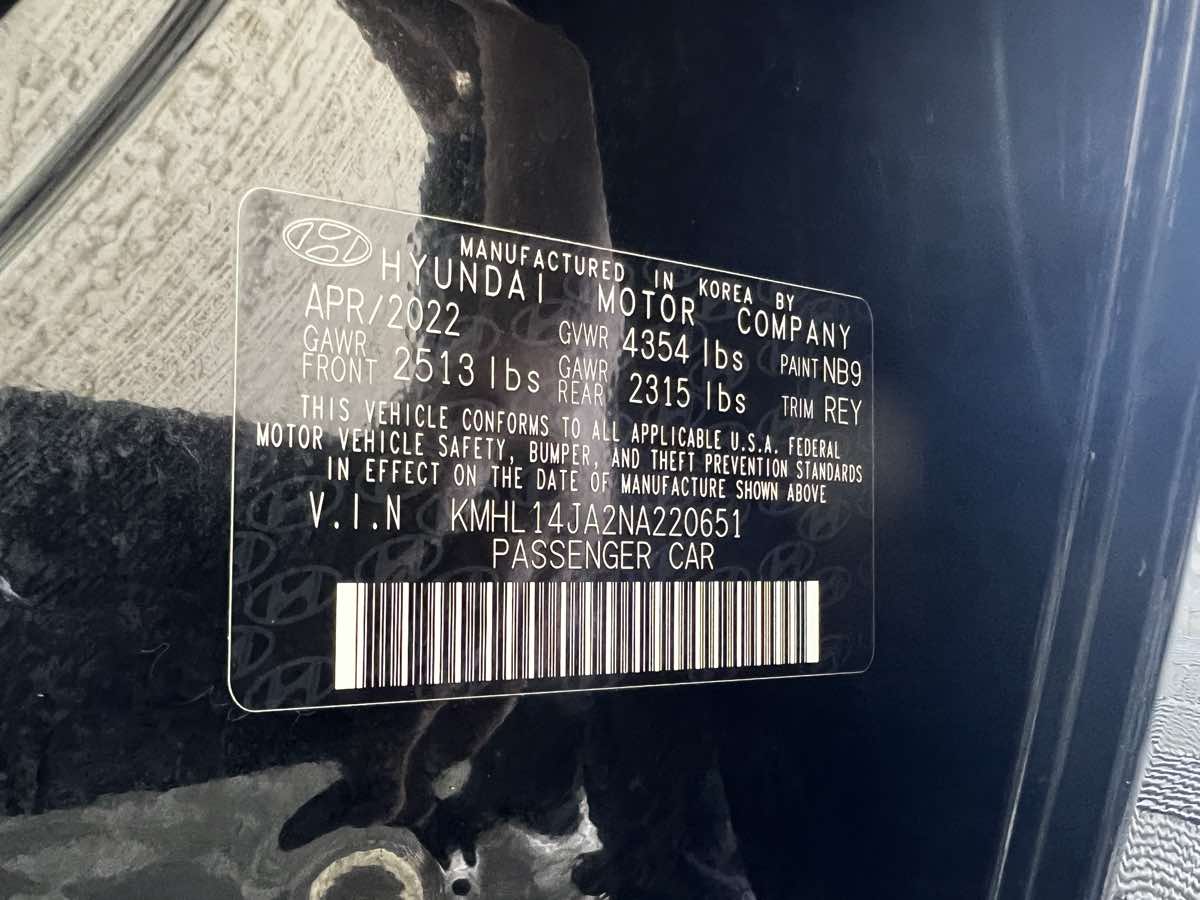 MANUFACTURED IN KOREA BY
HYUNDAI MOTOR COMPANY
APR/2022 GVWR 4354 lbs PAINT NB9
GAWR FRONT 2513 lbs GAWR REAR 2315 lbs TRIM REY
THIS VEHICLE CONFORMS TO ALL APPLICABLE U.S.A. FEDERAL
MOTOR VEHICLE SAFETY, BUMPER, AND THEFT PREVENTION STANDARDS
IN EFFECT ON THE DATE OF MANUFACTURE SHOWN ABOVE
V.I.N KMHL14JA2NA220651
PASSENGER CAR